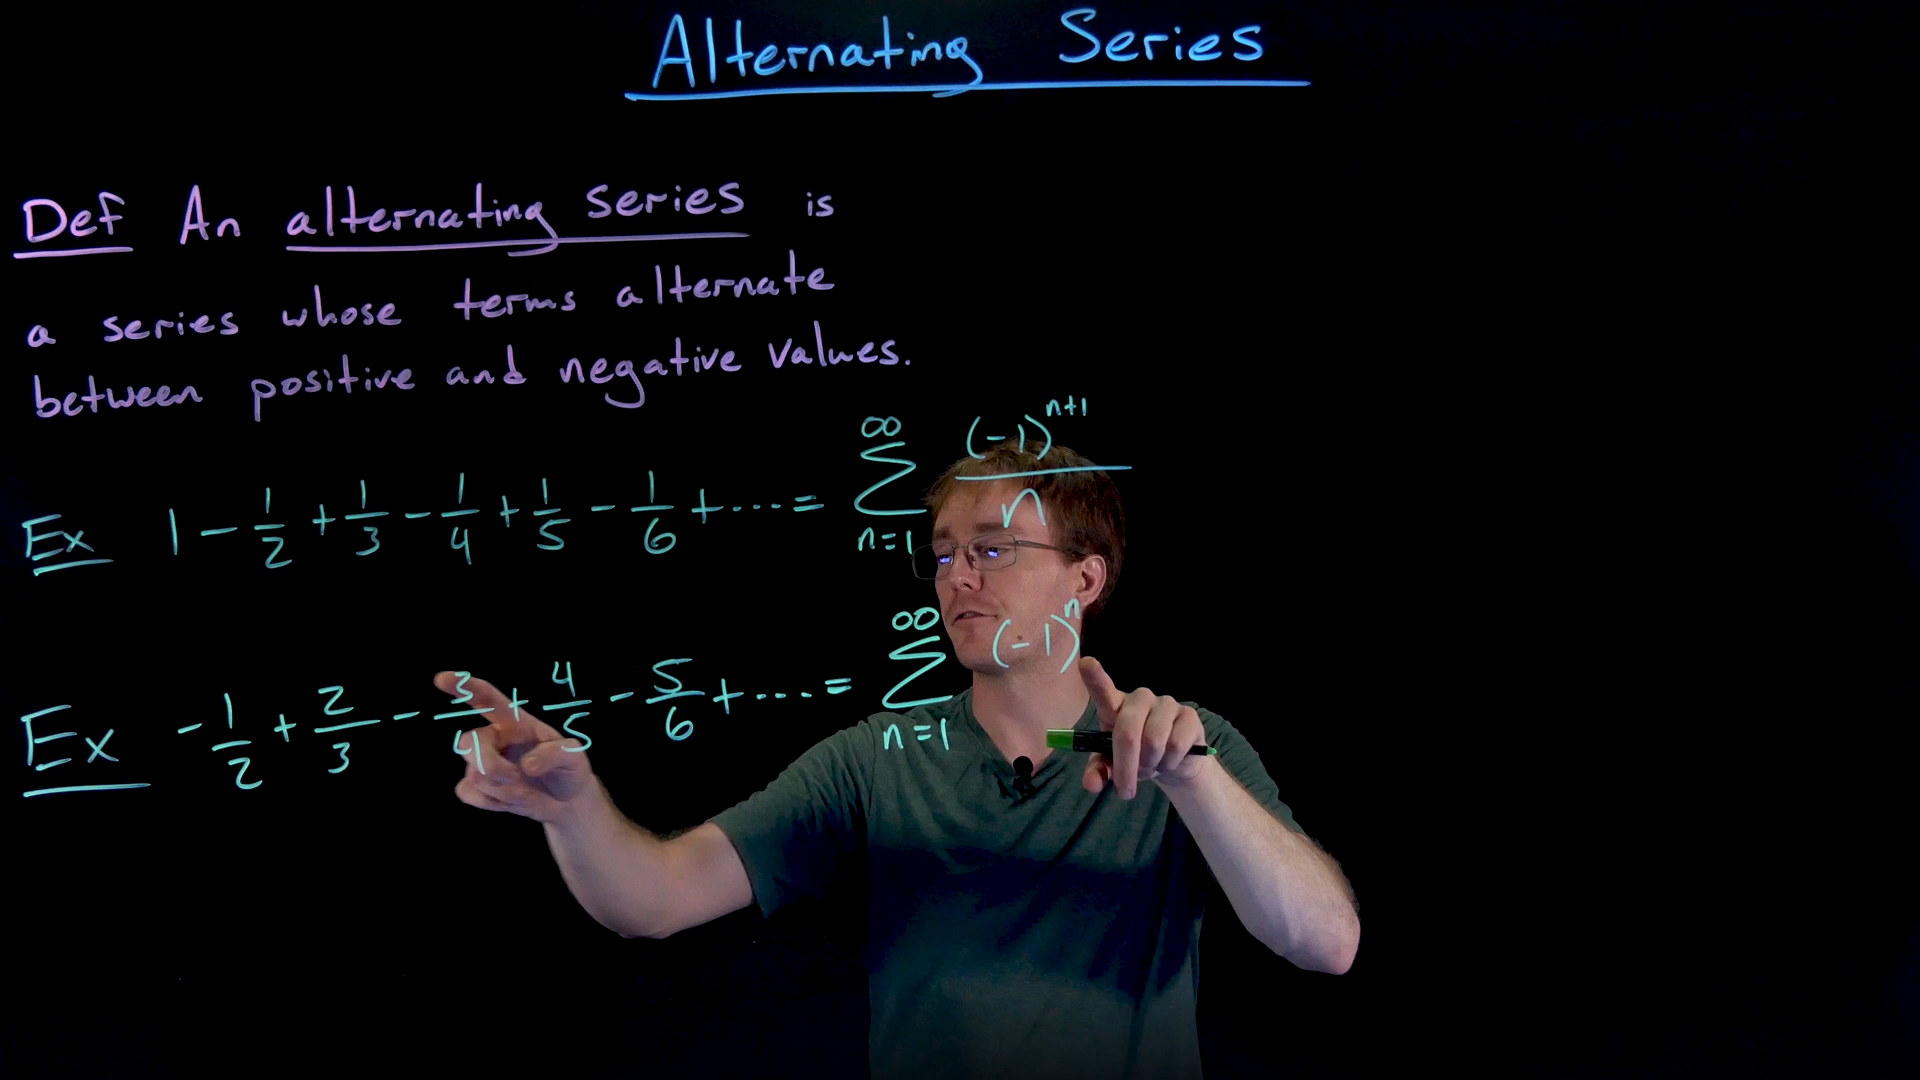 Alternating Series
Def An alternating series is
a series whose terms alternate
between positive and negative values.
Ex 1 - 1/2 + 1/3 - 1/4 + 1/5 - 1/6 + .... = ∑_{n=1}^{∞} (-1)^{n+1}/n
Ex -1/2 + 2/3 - 3/4 + 4/5 - 5/6 + .... = ∑_{n=1}^{∞} (-1)^n